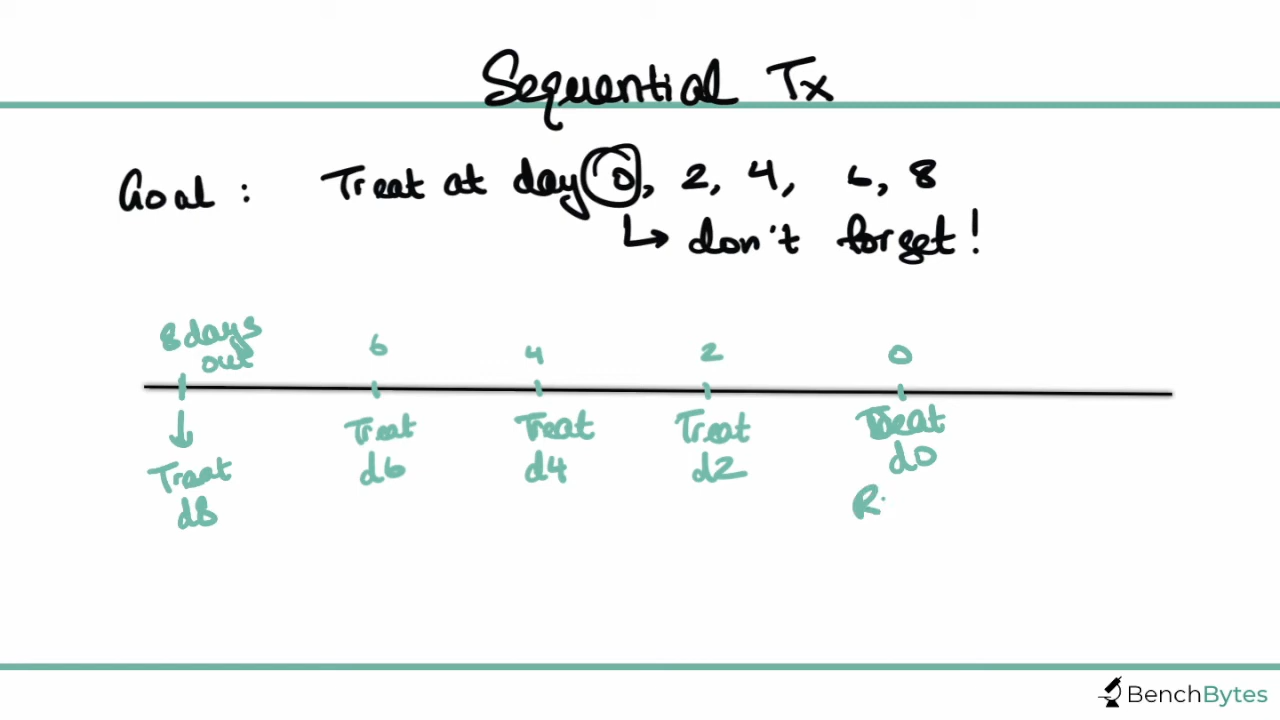 Sequential Tx
Goal : Treat at day 0, 2, 4, 6, 8
↳ don't forget!
8 days out 6 4 2 0
Treat d8
Treat d6
Treat d4
Treat d2
Treat d0
R
BenchBytes